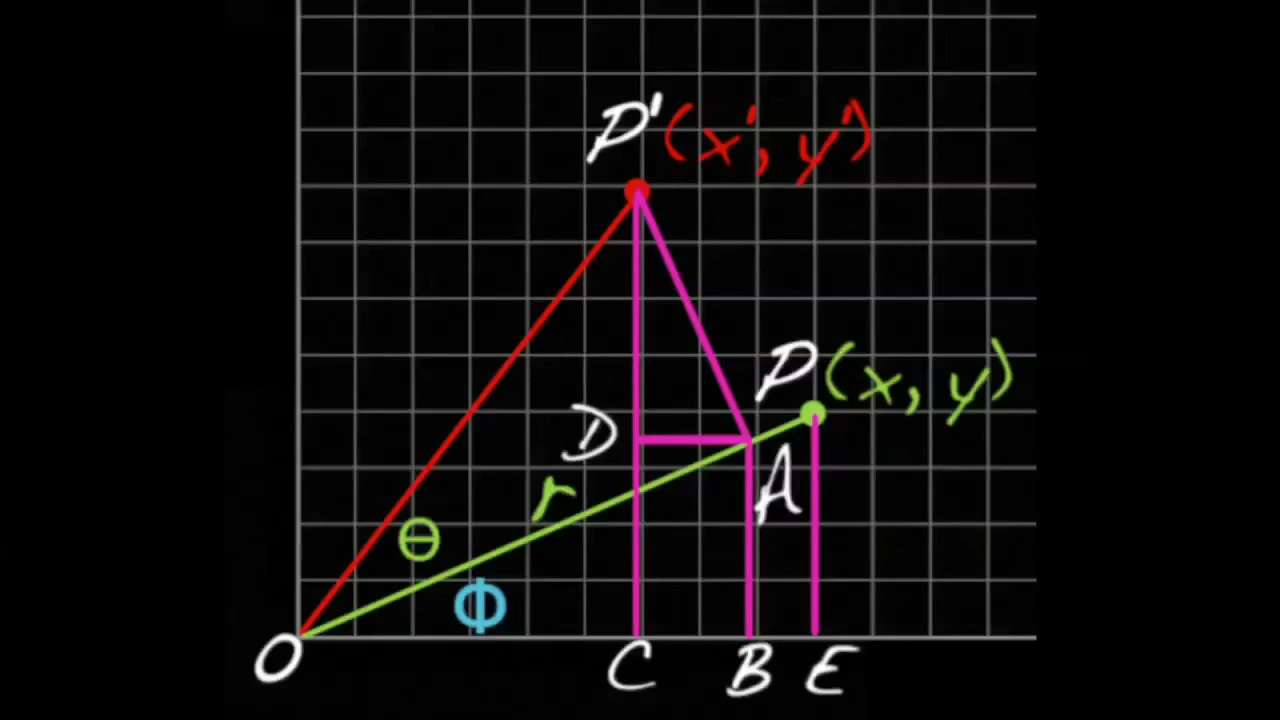 P'(x', y')
P(x, y)
D
r
A
θ
Φ
O
C B E